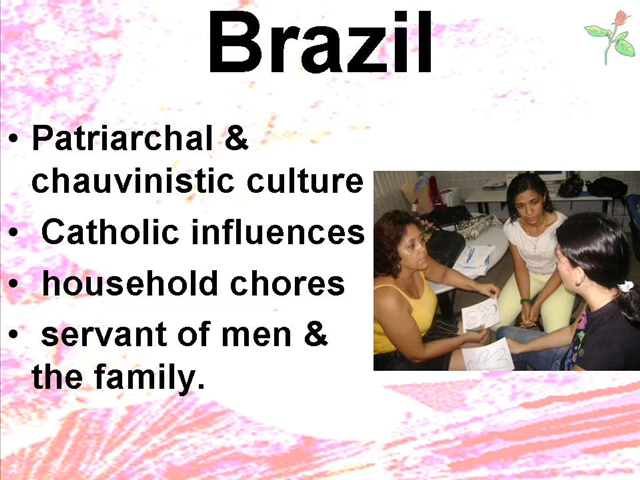 Brazil
• Patriarchal &
chauvinistic culture
• Catholic influences
• household chores
• servant of men &
the family.